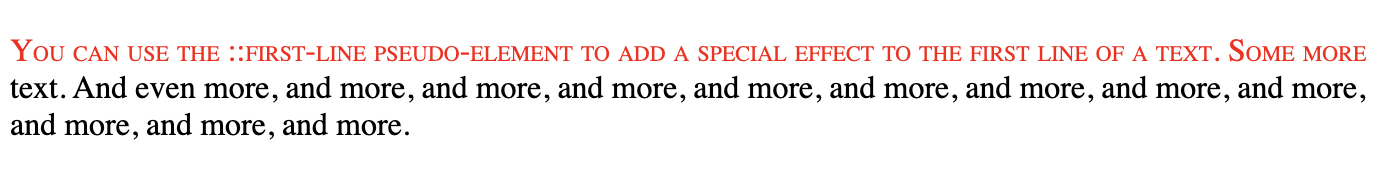 You can use the ::first-line pseudo-element to add a special effect to the first line of a text. Some more
text. And even more, and more, and more, and more, and more, and more, and more, and more, and more,
and more, and more, and more.